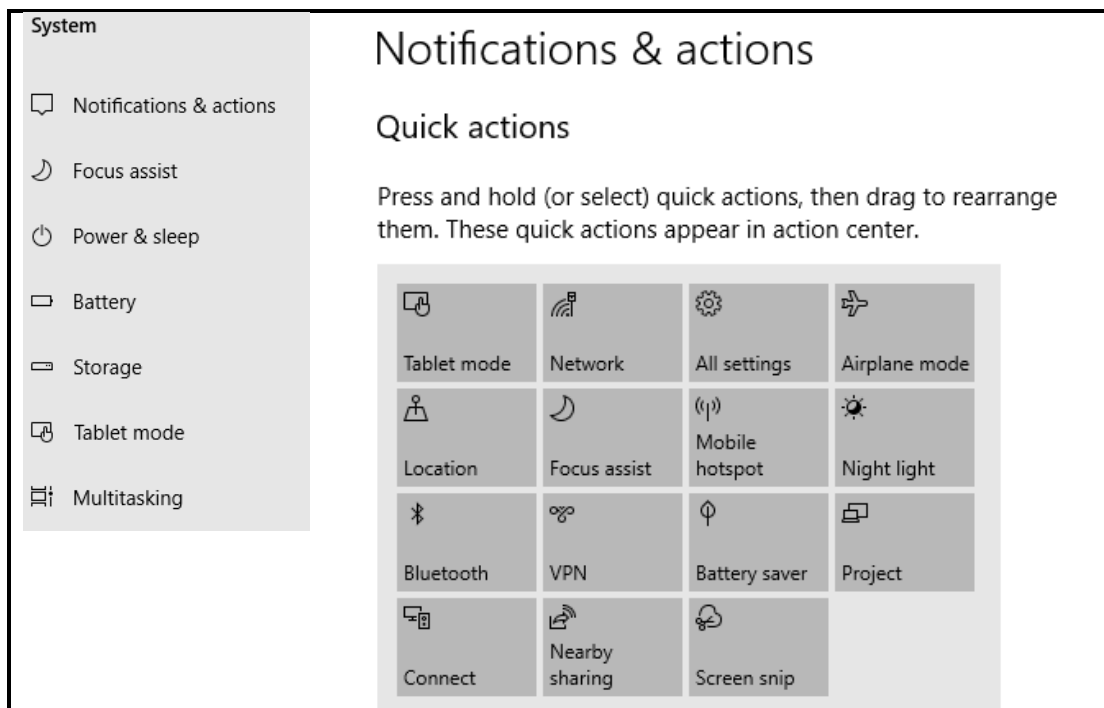 System
Notifications & actions
Focus assist
Power & sleep
Battery
Storage
Tablet mode
Multitasking
Notifications & actions
Quick actions
Press and hold (or select) quick actions, then drag to rearrange
them. These quick actions appear in action center.
Tablet mode
Network
All settings
Airplane mode
Location
Focus assist
Mobile
hotspot
Night light
Bluetooth
VPN
Battery saver
Project
Connect
Nearby
sharing
Screen snip